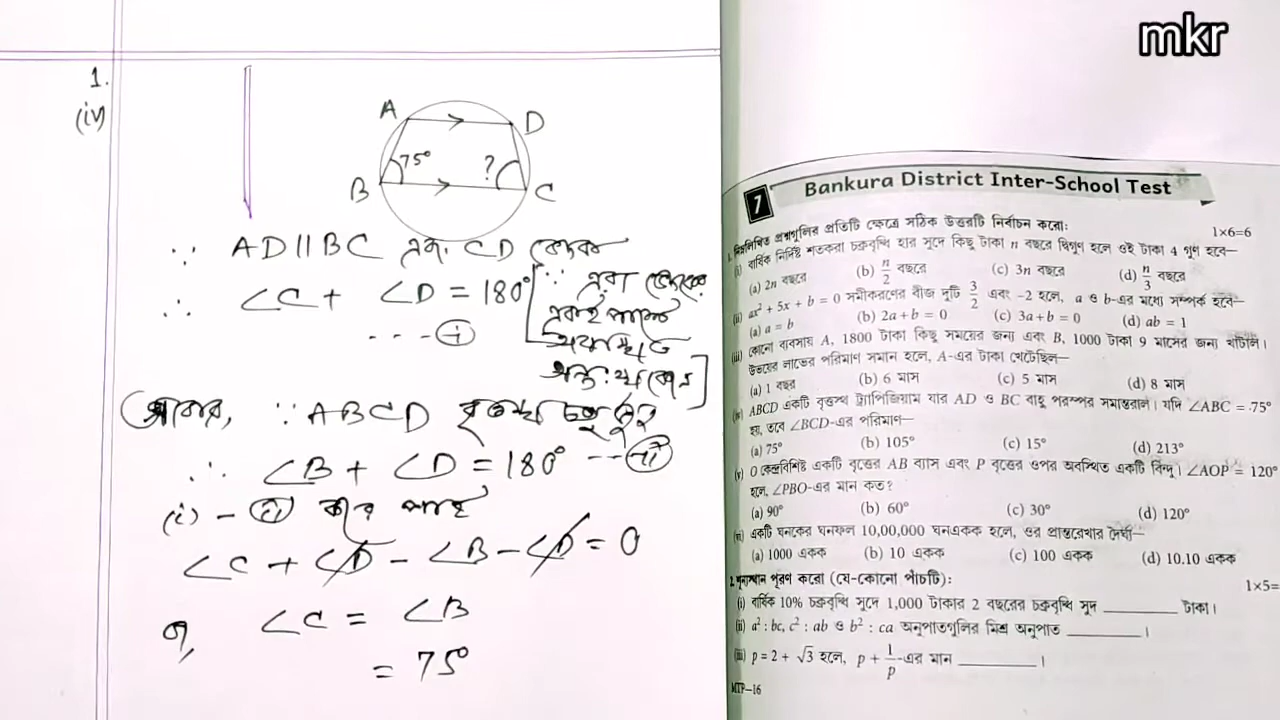 mkr
1.
(iv)
A
D
75°
?
B
C
∵ AD || BC এবং CD ছেদক
∴ ∠C + ∠D = 180° [∵ এরা ছেদকের
একই পার্শ্বে
---- (i)
অবস্থিত
অন্তঃস্থ কোণ]
আবার, ∵ ABCD বৃত্তস্থ চতুর্ভুজ
∴ ∠B + ∠D = 180° --- (ii)
(i) - (ii) করে পাই
∠C + ∠D - ∠B - ∠D = 0
বা, ∠C = ∠B
= 75°
7 Bankura District Inter-School Test
1. নিম্নলিখিত প্রশ্নগুলির প্রতিটি ক্ষেত্রে সঠিক উত্তরটি নির্বাচন করো: 1×6=6
(i) বার্ষিক নির্দিষ্ট শতকরা চক্রবৃদ্ধি হার সুদে কিছু টাকা n বছরে দ্বিগুণ হলে ওই টাকা 4 গুণ হবে—
(a) 2n বছরে (b) n/2 বছরে (c) 3n বছরে (d) n/3 বছরে
(ii) ax² + 5x + b = 0 সমীকরণের বীজ দুটি 3/2 এবং –2 হলে, a ও b-এর মধ্যে সম্পর্ক হবে—
(a) a = b (b) 2a + b = 0 (c) 3a + b = 0 (d) ab = 1
(iii) কোনো ব্যবসায় A, 1800 টাকা কিছু সময়ের জন্য এবং B, 1000 টাকা 9 মাসের জন্য খাটাল।
উভয়ের লাভের পরিমাণ সমান হলে, A-এর টাকা খেটেছিল—
(a) 1 বছর (b) 6 মাস (c) 5 মাস (d) 8 মাস
(iv) ABCD একটি বৃত্তস্থ ট্র্যাপিজিয়াম যার AD ও BC বাহু পরস্পর সমান্তরাল। যদি ∠ABC = 75°
হয়, তবে ∠BCD-এর পরিমাণ—
(a) 75° (b) 105° (c) 15° (d) 213°
(v) O কেন্দ্রবিশিষ্ট একটি বৃত্তের AB ব্যাস এবং P বৃত্তের ওপর অবস্থিত একটি বিন্দু। ∠AOP = 120°
হলে, ∠PBO-এর মান কত?
(a) 90° (b) 60° (c) 30° (d) 120°
(vi) একটি ঘনকের ঘনফল 10,00,000 ঘনএকক হলে, ওর প্রান্তরেখার দৈর্ঘ্য—
(a) 1000 একক (b) 10 একক (c) 100 একক (d) 10.10 একক
2. শূন্যস্থান পূরণ করো (যে-কোনো পাঁচটি): 1×5=
(i) বার্ষিক 10% চক্রবৃদ্ধি সুদে 1,000 টাকার 2 বছরের চক্রবৃদ্ধি সুদ ________ টাকা।
(ii) a² : bc, c² : ab ও b² : ca অনুপাতগুলির মিশ্র অনুপাত ________।
(iii) p = 2 + √3 হলে, p + 1/p-এর মান ________।
MTP–16